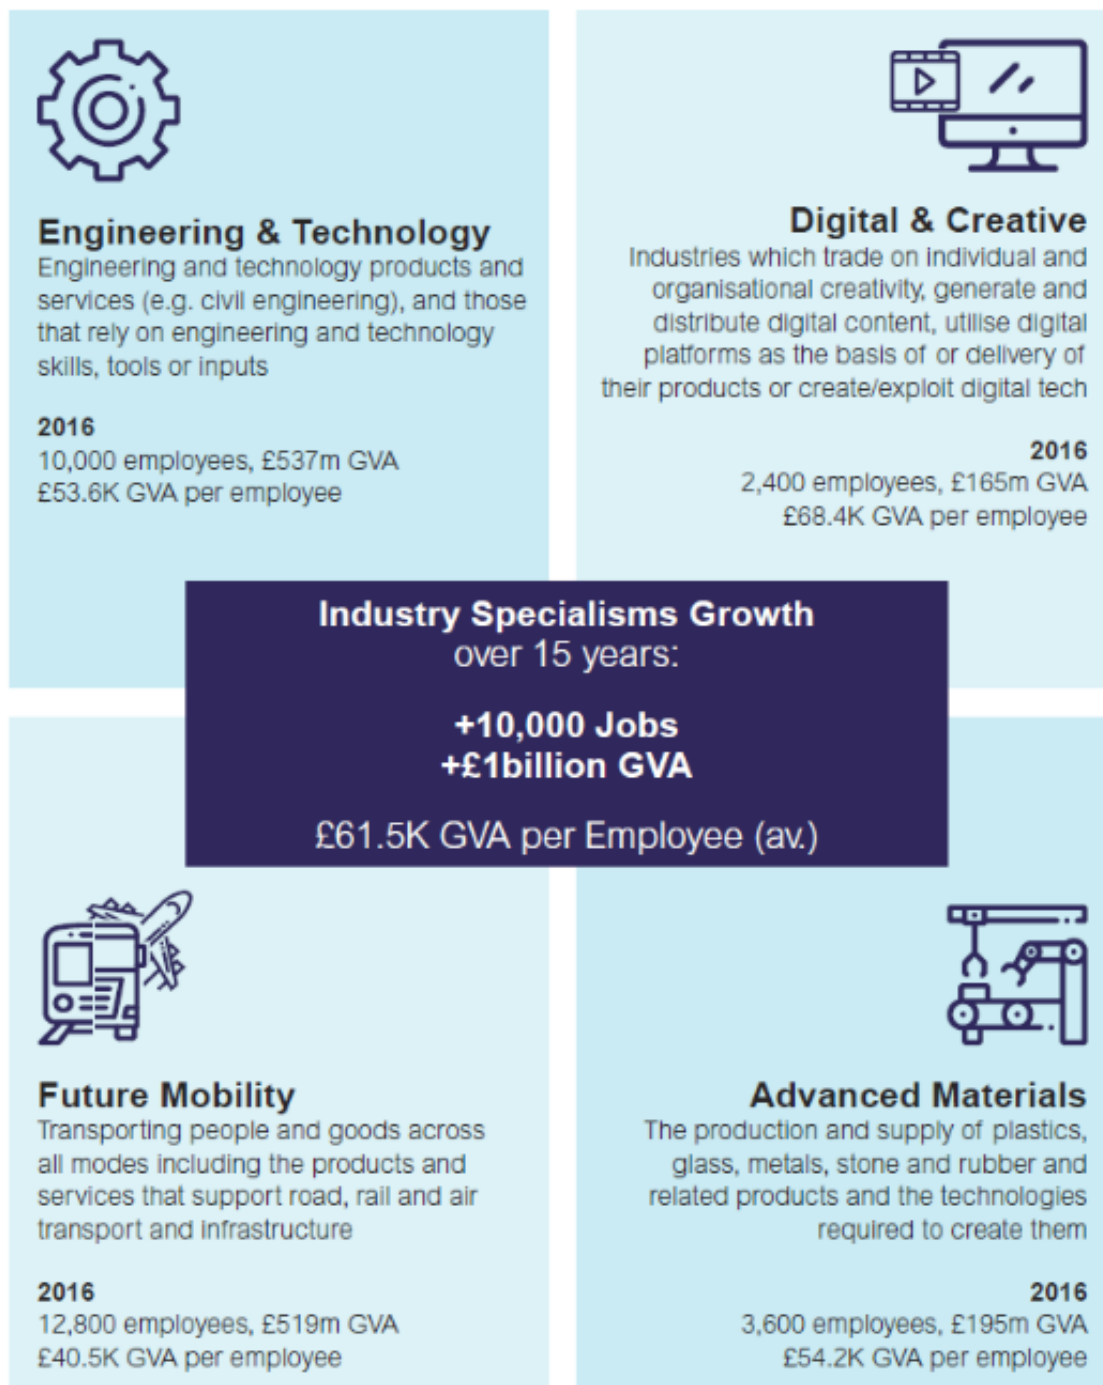 Engineering & Technology
Engineering and technology products and
services (e.g. civil engineering), and those
that rely on engineering and technology
skills, tools or inputs
2016
10,000 employees, £537m GVA
£53.6K GVA per employee
Digital & Creative
Industries which trade on individual and
organisational creativity, generate and
distribute digital content, utilise digital
platforms as the basis of or delivery of
their products or create/exploit digital tech
2016
2,400 employees, £165m GVA
£68.4K GVA per employee
Industry Specialisms Growth
over 15 years:
+10,000 Jobs
+£1billion GVA
£61.5K GVA per Employee (av.)
Future Mobility
Transporting people and goods across
all modes including the products and
services that support road, rail and air
transport and infrastructure
2016
12,800 employees, £519m GVA
£40.5K GVA per employee
Advanced Materials
The production and supply of plastics,
glass, metals, stone and rubber and
related products and the technologies
required to create them
2016
3,600 employees, £195m GVA
£54.2K GVA per employee